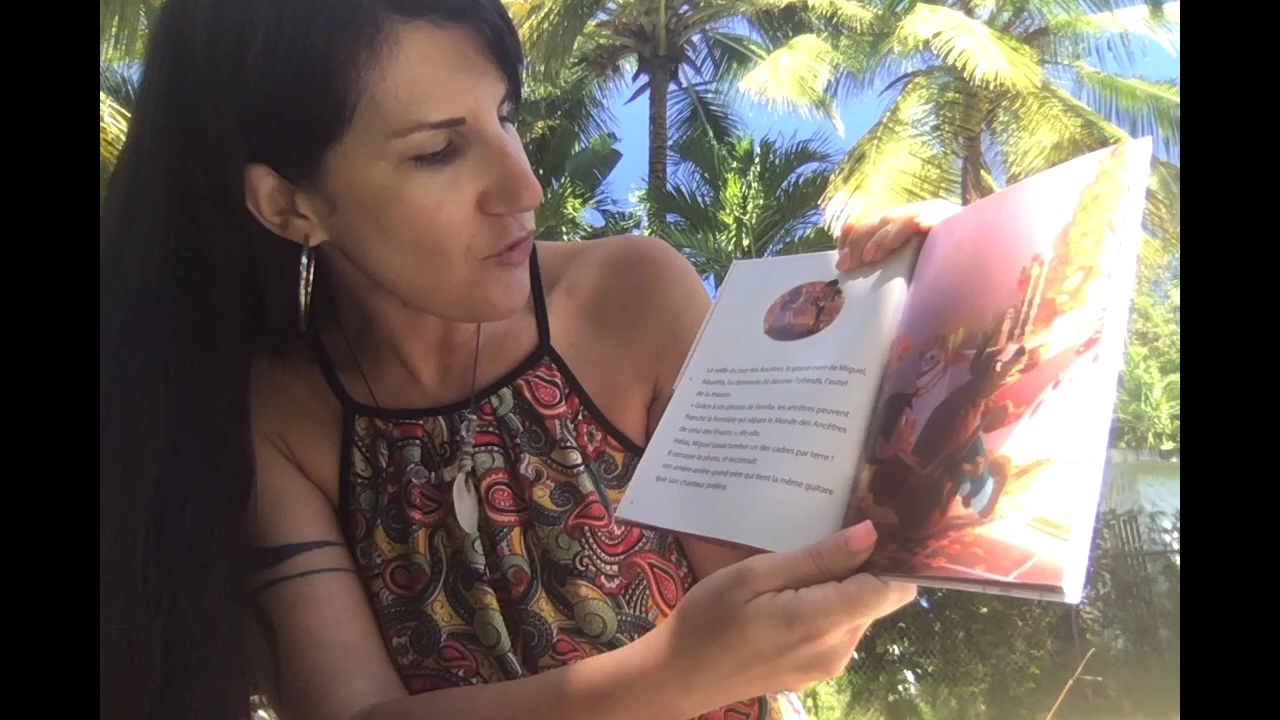 La veille du jour des Ancêtres, la grand-mère de Miguel,
Abuelita, lui demande de décorer l'ofrenda, l'autel
de la maison.
« Grâce à ces photos de famille, les ancêtres peuvent
franchir la frontière qui sépare le Monde des Ancêtres
de celui des Vivants », dit-elle.
Hélas, Miguel laisse tomber un des cadres par terre !
Il ramasse la photo, et reconnaît
son arrière-arrière-grand-père qui tient la même guitare
que son chanteur préféré.